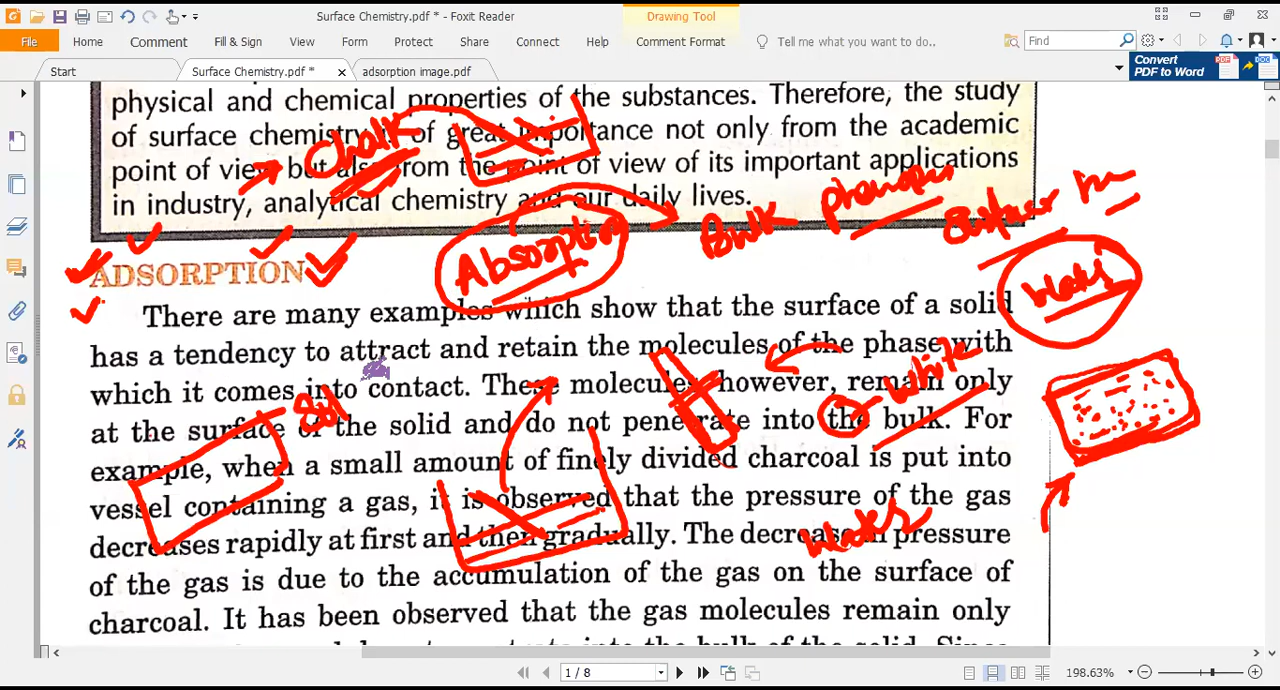 Surface Chemistry.pdf * - Foxit Reader
Drawing Tool
File Home Comment Fill & Sign View Form Protect Share Connect Help Comment Format Tell me what you want to do.. Find
Start Surface Chemistry.pdf * adsorption image.pdf
Convert
PDF to Word
physical and chemical properties of the substances. Therefore, the study
of surface chemistry of great importance not only from the academic
Chalk
point of view but also from the point of view of its important applications
in industry, analytical chemistry and our daily lives.
Absorption Bulk
ADSORPTION
Water
There are many examples which show that the surface of a solid
has a tendency to attract and retain the molecules of the phase with
white
which it comes into contact. These molecules, however, remain only
Sol
at the surface of the solid and do not penetrate into the bulk. For
example, when a small amount of finely divided charcoal is put into
vessel containing a gas, it is observed that the pressure of the gas
Water
decreases rapidly at first and then gradually. The decrease in pressure
of the gas is due to the accumulation of the gas on the surface of
charcoal. It has been observed that the gas molecules remain only
1 / 8 198.63%